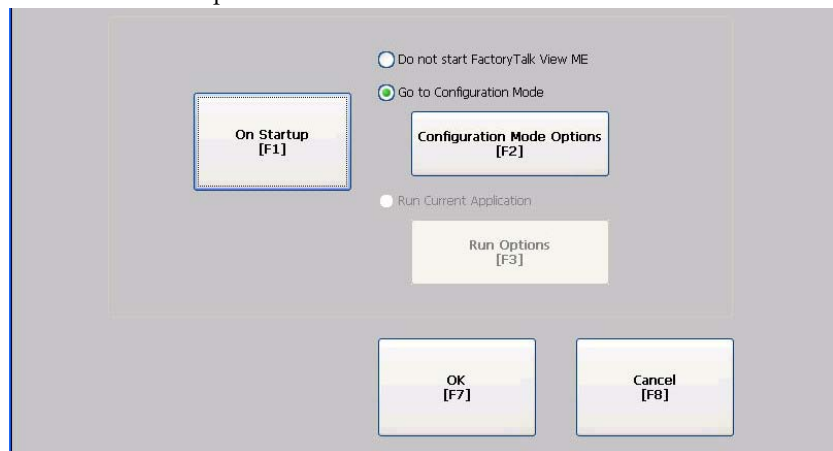 Do not start FactoryTalk View ME
Go to Configuration Mode
On Startup
[F1]
Configuration Mode Options
[F2]
Run Current Application
Run Options
[F3]
OK
[F7]
Cancel
[F8]